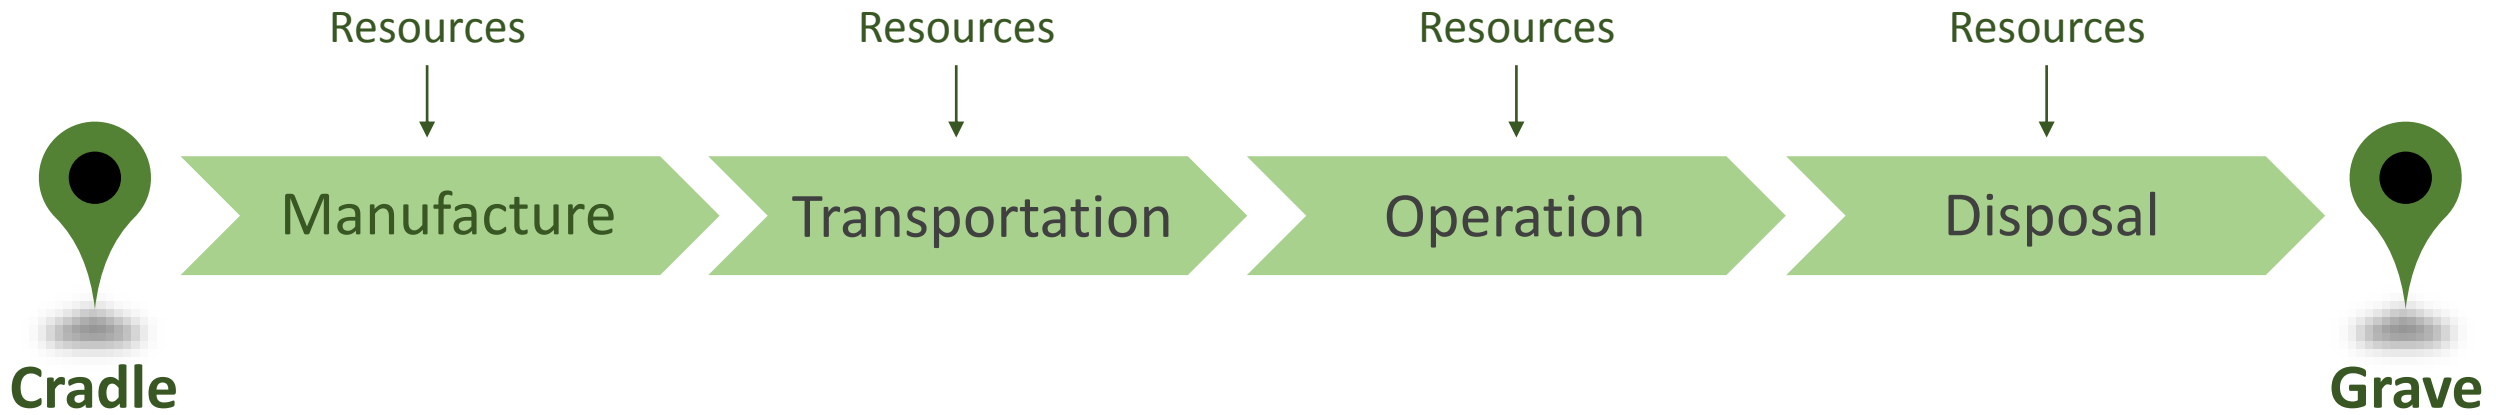 Resources Resources Resources Resources
Manufacture Transportation Operation Disposal
Cradle Grave